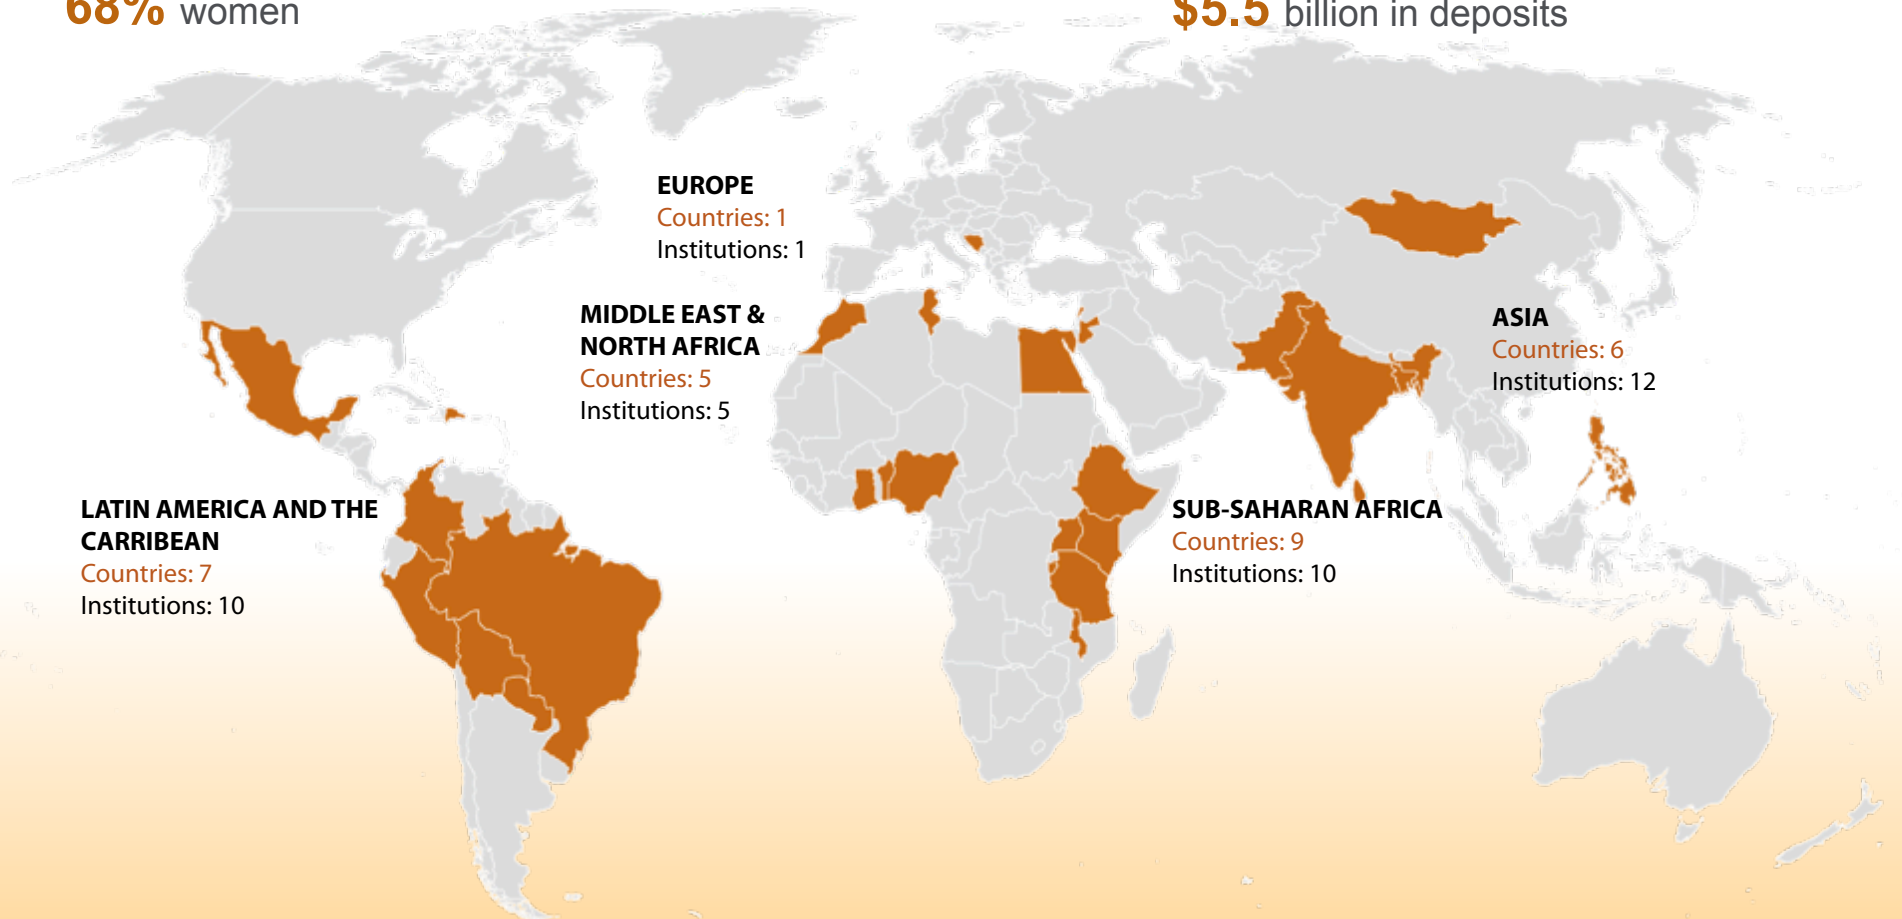 68% women
$5.5 billion in deposits
EUROPE
Countries: 1
Institutions: 1
MIDDLE EAST &
NORTH AFRICA
Countries: 5
Institutions: 5
ASIA
Countries: 6
Institutions: 12
LATIN AMERICA AND THE
CARRIBEAN
Countries: 7
Institutions: 10
SUB-SAHARAN AFRICA
Countries: 9
Institutions: 10